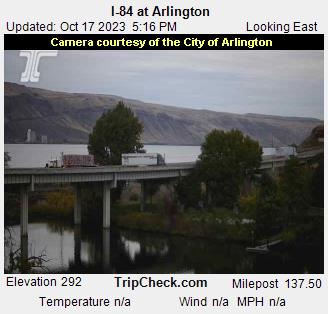 I-84 at Arlington
Updated: Oct 17 2023 5:16 PM Looking East
Camera courtesy of the City of Arlington
Elevation 292 TripCheck.com Milepost 137.50
Temperature n/a Wind n/a MPH n/a